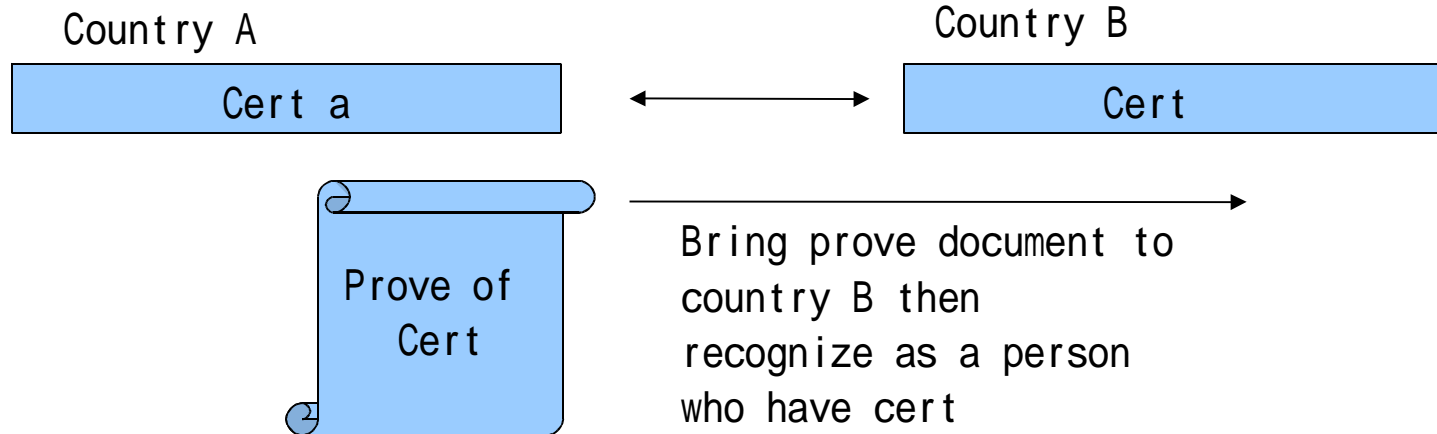 Country A
Country B
Cert a
Cert
Prove of
Cert
Bring prove document to
country B then
recognize as a person
who have cert